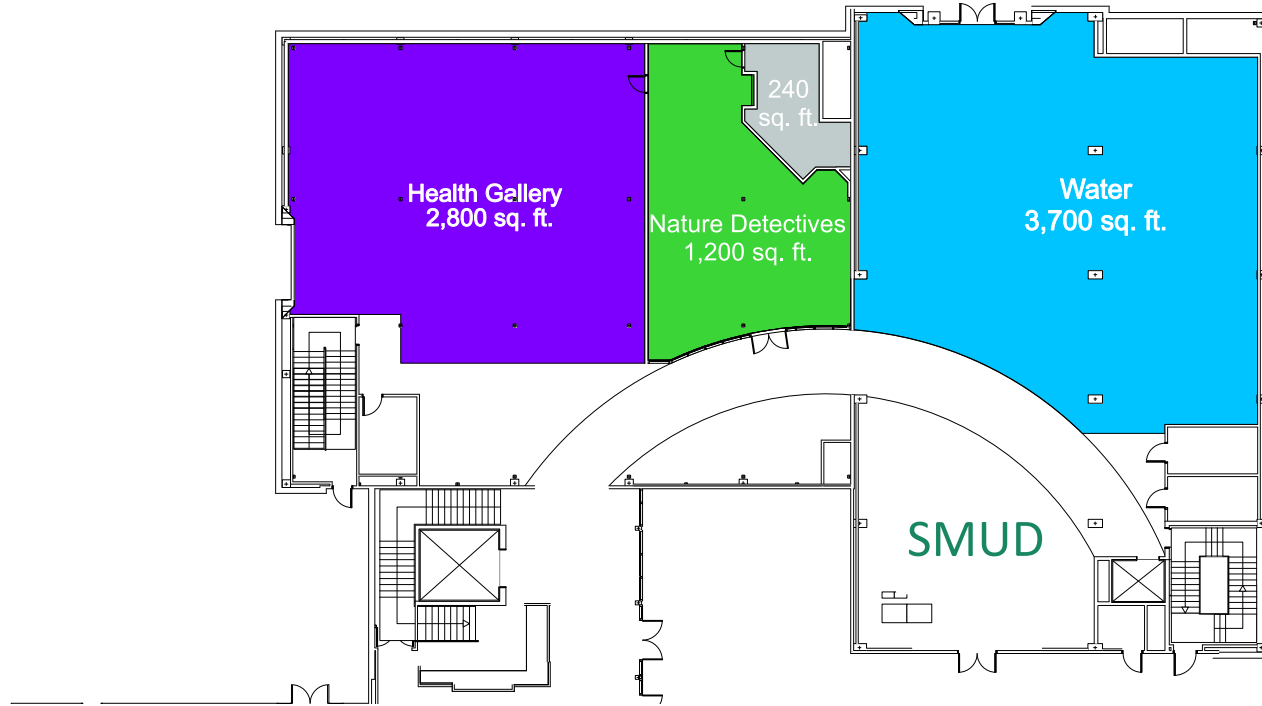 240
sq. ft.
Health Gallery
2,800 sq. ft.
Nature Detectives
1,200 sq. ft.
Water
3,700 sq. ft.
SMUD